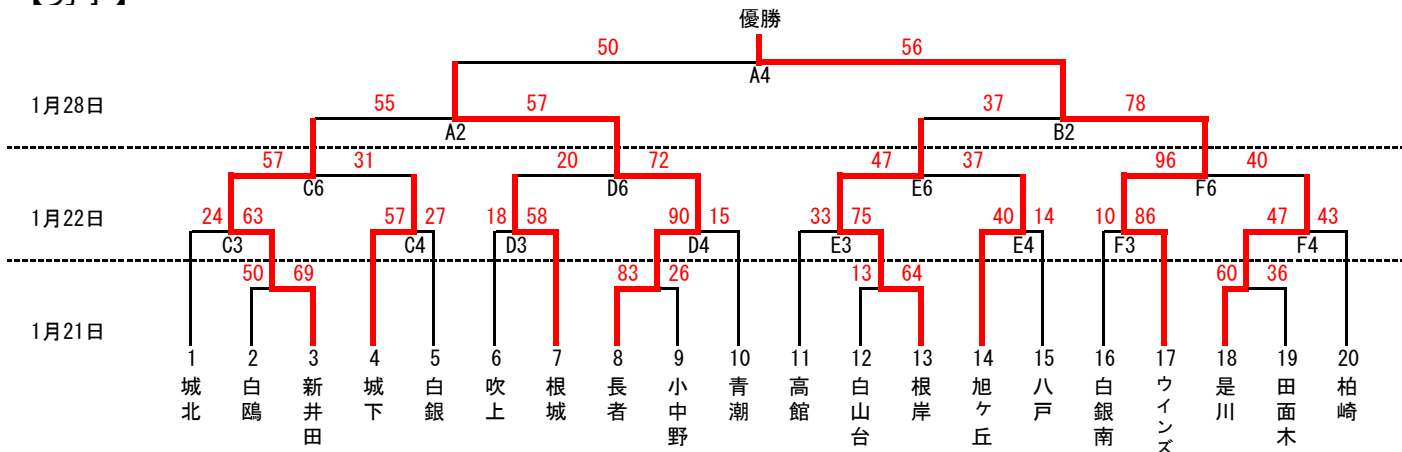 優勝
50 56
A4
1月28日 55 57 37 78
A2 B2
57 31 20 72 47 37 96 40
C6 D6 E6 F6
1月22日 24 63 57 27 18 58 90 15 33 75 40 14 10 86 47 43
C3 C4 D3 D4 E3 E4 F3 F4
50 69 83 26 13 64 60 36
1月21日
1 2 3 4 5 6 7 8 9 10 11 12 13 14 15 16 17 18 19 20
城北
白鴎
新井田
城下
白銀
吹上
根城
長者
小中野
青潮
高館
白山台
根岸
旭ケ丘
八戸
白銀南
ウインズ
是川
田面木
柏崎